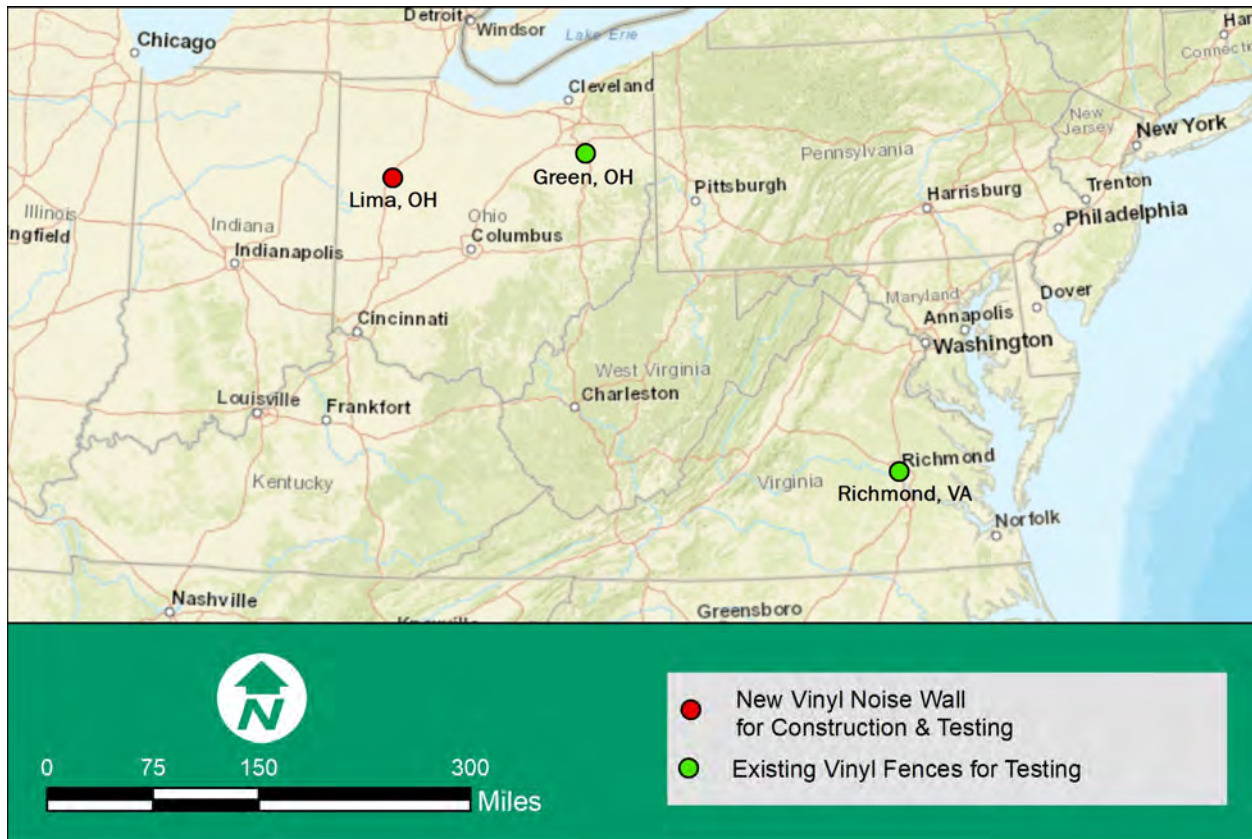 Detroit
Windsor
Lake Erie
Chicago
Cleveland
Connecti
New
Jersey
New York
Pennsylvania
Green, OH
Lima, OH
Pittsburgh
Harrisburg
Trenton
Philadelphia
Illinois
ngfield
Indiana
Indianapolis
Ohio
Columbus
Maryland
Dover
Annapolis
Washington
Cincinnati
West Virginia
Charleston
Louisville
Frankfort
Kentucky
Virginia
Richmond
Richmond, VA
Norfolk
Nashville
Greensboro
N
0 75 150 300
Miles
New Vinyl Noise Wall
for Construction & Testing
Existing Vinyl Fences for Testing